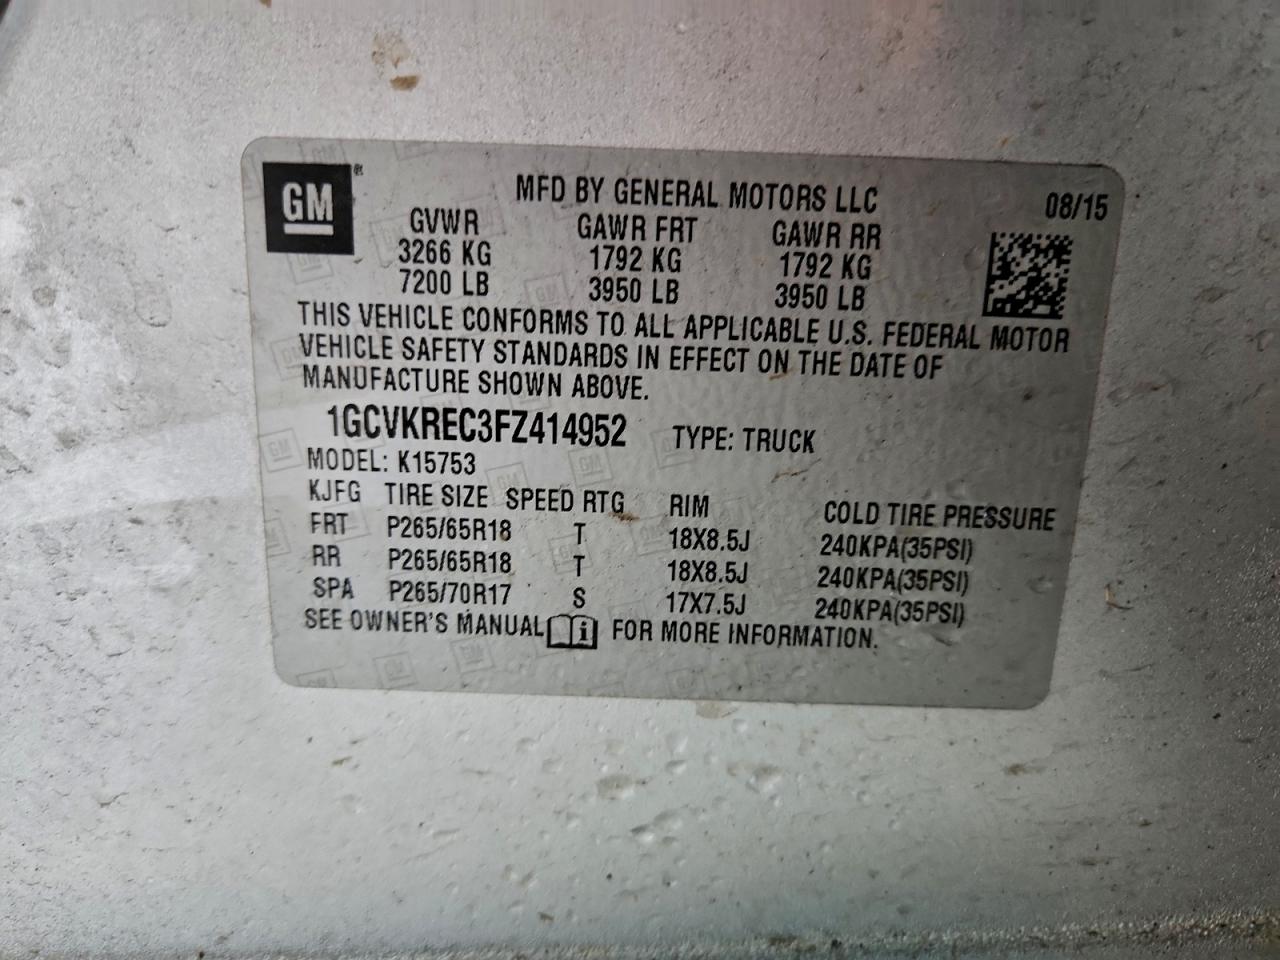 GM ®
MFD BY GENERAL MOTORS LLC 08/15
GVWR GAWR FRT GAWR RR
3266 KG 1792 KG 1792 KG
7200 LB 3950 LB 3950 LB
THIS VEHICLE CONFORMS TO ALL APPLICABLE U.S. FEDERAL MOTOR
VEHICLE SAFETY STANDARDS IN EFFECT ON THE DATE OF
MANUFACTURE SHOWN ABOVE.
1GCVKREC3FZ414952 TYPE: TRUCK
MODEL: K15753
KJFG TIRE SIZE SPEED RTG RIM COLD TIRE PRESSURE
FRT P265/65R18 T 18X8.5J 240KPA(35PSI)
RR P265/65R18 T 18X8.5J 240KPA(35PSI)
SPA P265/70R17 S 17X7.5J 240KPA(35PSI)
SEE OWNER'S MANUAL i FOR MORE INFORMATION.